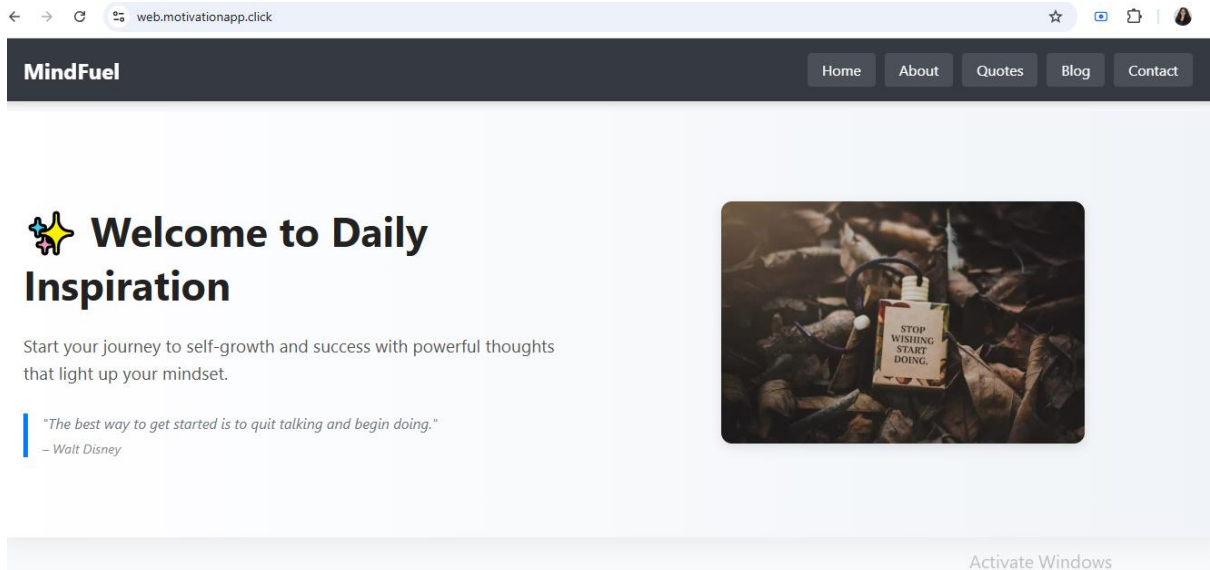 web.motivationapp.click
MindFuel
Home
About
Quotes
Blog
Contact
✨ Welcome to Daily
Inspiration
Start your journey to self-growth and success with powerful thoughts
that light up your mindset.
"The best way to get started is to quit talking and begin doing."
– Walt Disney
STOP
WISHING
START
DOING.
Activate Windows